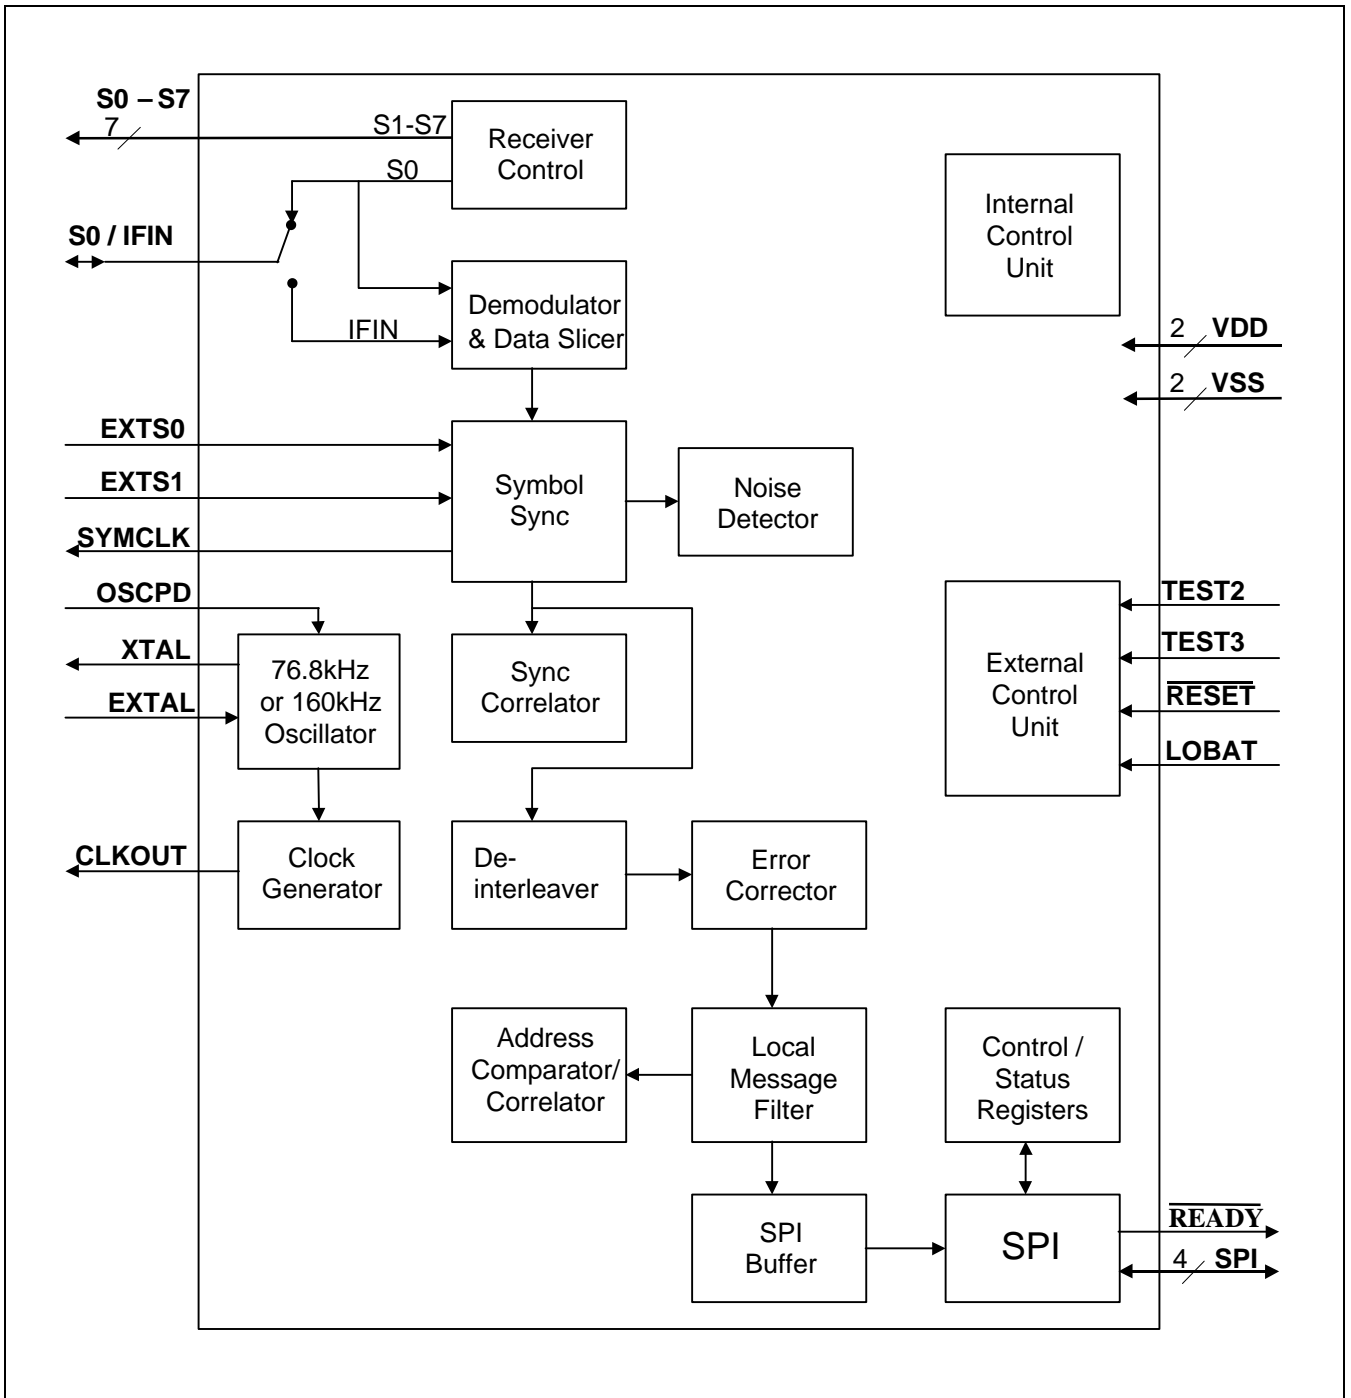 S0 – S7
7
S1-S7
Receiver
Control
S0
S0 / IFIN
Internal
Control
Unit
Demodulator
& Data Slicer
IFIN
2 VDD
2 VSS
EXTS0
EXTS1
SYMCLK
Symbol
Sync
Noise
Detector
OSCPD
XTAL
EXTAL
76.8kHz
or 160kHz
Oscillator
Sync
Correlator
External
Control
Unit
TEST2
TEST3
RESET
LOBAT
CLKOUT
Clock
Generator
De-
interleaver
Error
Corrector
Address
Comparator/
Correlator
Local
Message
Filter
Control /
Status
Registers
SPI
Buffer
SPI
READY
4 SPI